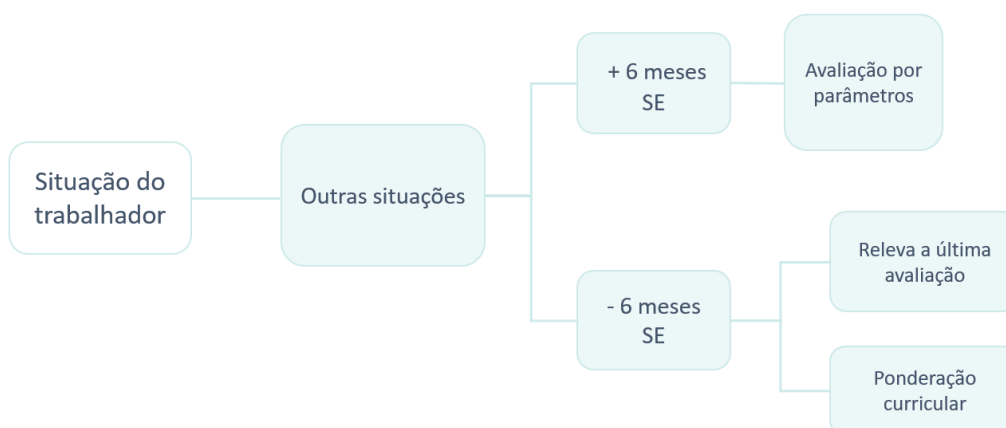 Situação do
trabalhador
Outras situações
+ 6 meses
SE
Avaliação por
parâmetros
- 6 meses
SE
Releva a última
avaliação
Ponderação
curricular